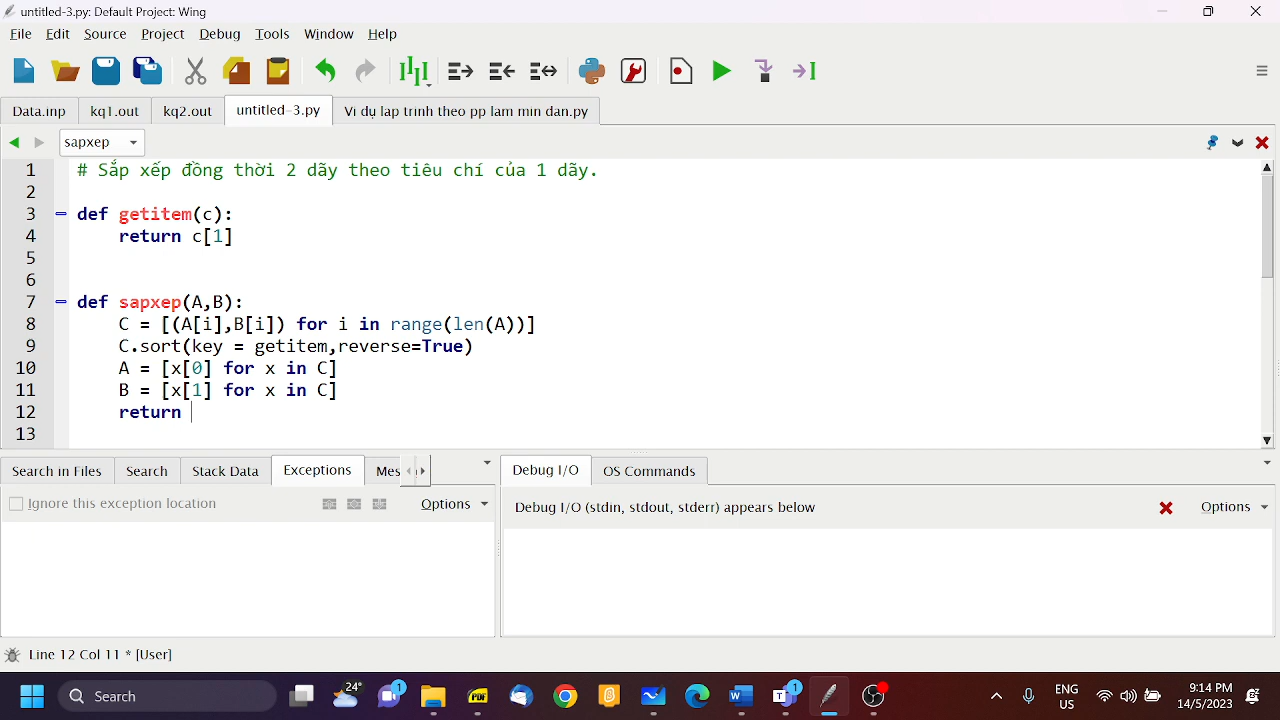 untitled-3.py: Default Project: Wing
File Edit Source Project Debug Tools Window Help
Data.inp kq1.out kq2.out untitled-3.py Ví dụ lap trinh theo pp lam min dan.py
sapxep
1 # Sắp xếp đồng thời 2 dãy theo tiêu chí của 1 dãy.
2
3 def getitem(c):
4 return c[1]
5
6
7 def sapxep(A,B):
8 C = [(A[i],B[i]) for i in range(len(A))]
9 C.sort(key = getitem,reverse=True)
10 A = [x[0] for x in C]
11 B = [x[1] for x in C]
12 return
13
Search in Files Search Stack Data Exceptions Mes
Debug I/O OS Commands
Ignore this exception location Options
Debug I/O (stdin, stdout, stderr) appears below Options
Line 12 Col 11 * [User]
Search
24°
1
PDF
1
ENG
US
9:14 PM
14/5/2023